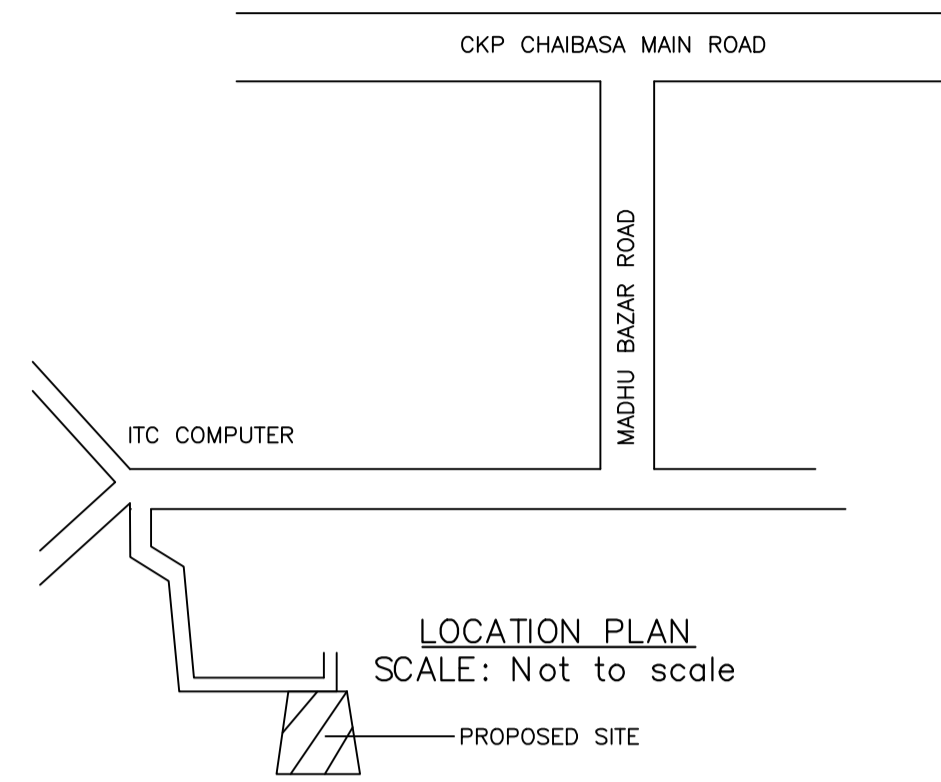 CKP CHAIBASA MAIN ROAD
MADHU BAZAR ROAD
ITC COMPUTER
LOCATION PLAN
SCALE: Not to scale
PROPOSED SITE